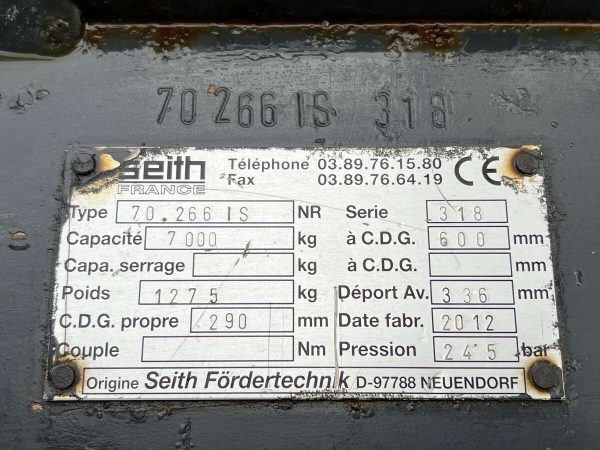 70 266 IS 318
seith Téléphone 03.89.76.15.80
FRANCE Fax 03.89.76.64.19 CE
Type 70.266 IS NR Serie 318
Capacité 7000 kg à C.D.G. 600 mm
Capa. serrage kg à C.D.G. mm
Poids 1275 kg Déport Av. 336 mm
C.D.G. propre 290 mm Date fabr. 2012
Couple Nm Pression 245 bar
Origine Seith Fördertechnik D-97788 NEUENDORF